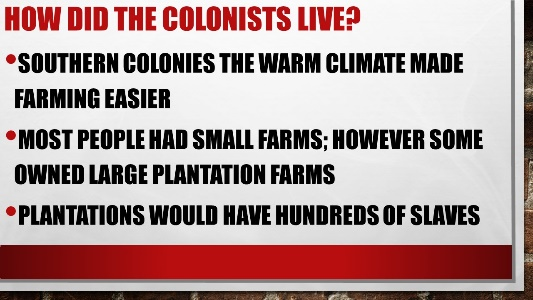 HOW DID THE COLONISTS LIVE?
•SOUTHERN COLONIES THE WARM CLIMATE MADE
FARMING EASIER
•MOST PEOPLE HAD SMALL FARMS; HOWEVER SOME
OWNED LARGE PLANTATION FARMS
•PLANTATIONS WOULD HAVE HUNDREDS OF SLAVES